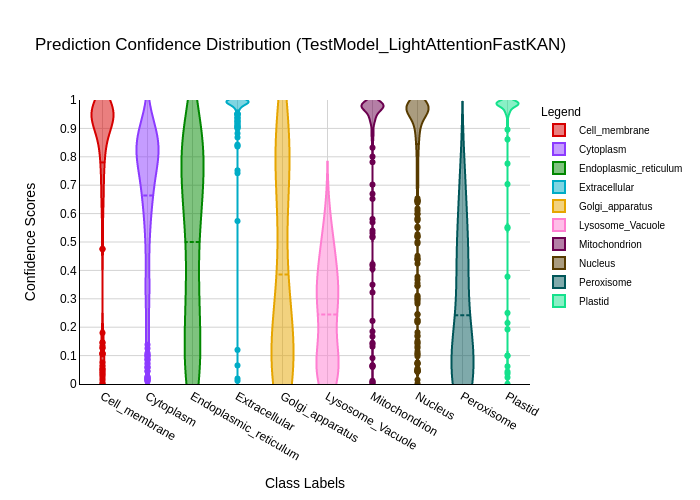 Prediction Confidence Distribution (TestModel_LightAttentionFastKAN)
Legend
Cell_membrane
Cytoplasm
Endoplasmic_reticulum
Extracellular
Golgi_apparatus
Lysosome_Vacuole
Mitochondrion
Nucleus
Peroxisome
Plastid
Confidence Scores
1
0.9
0.8
0.7
0.6
0.5
0.4
0.3
0.2
0.1
0
Cell_membrane
Cytoplasm
Endoplasmic_reticulum
Extracellular
Golgi_apparatus
Lysosome_Vacuole
Mitochondrion
Nucleus
Peroxisome
Plastid
Class Labels